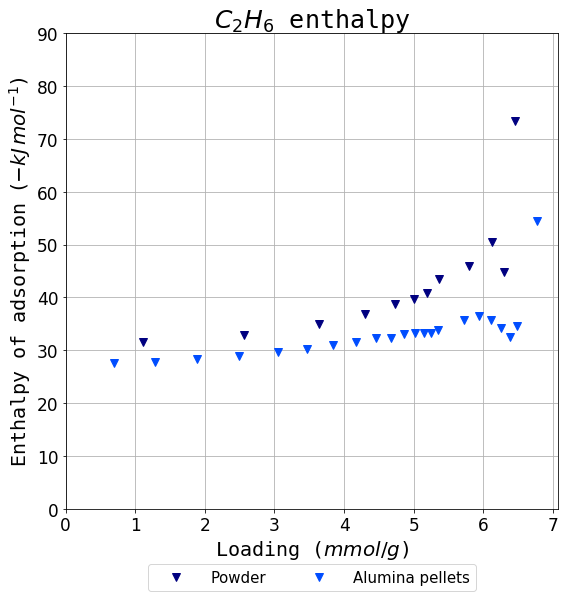 C₂H₆ enthalpy
Enthalpy of adsorption (−kJ mol⁻¹)
90
80
70
60
50
40
30
20
10
0
0 1 2 3 4 5 6 7
Loading (mmol/g)
Powder Alumina pellets